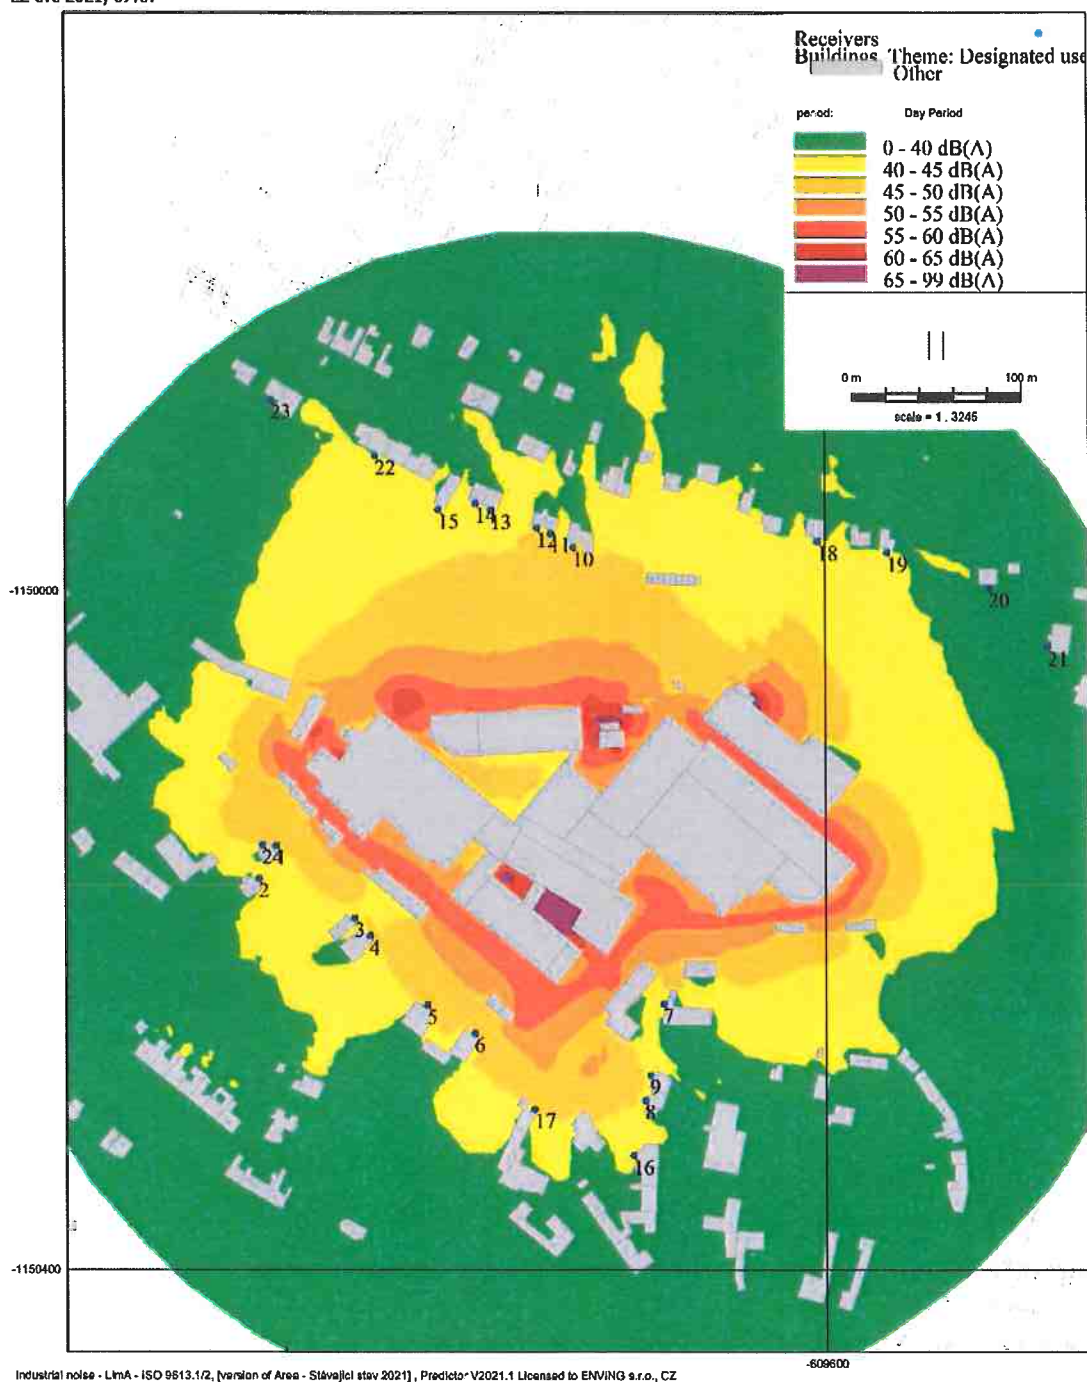 Receivers
Buildings Theme: Designated use
Other
period: Day Period
0 - 40 dB(A)
40 - 45 dB(A)
45 - 50 dB(A)
50 - 55 dB(A)
55 - 60 dB(A)
60 - 65 dB(A)
65 - 99 dB(A)
0 m 100 m
scale = 1 : 3245
23
22
15
14
13
12
11
10
18
19
20
21
-1150000
24
2
3
4
5
6
7
9
8
17
16
-1150400
-609600
Industrial noise - LimA - ISO 9613.1/2, [version of Area - Stávající stav 2021] , Predictor V2021.1 Licensed to ENVING s.r.o., CZ